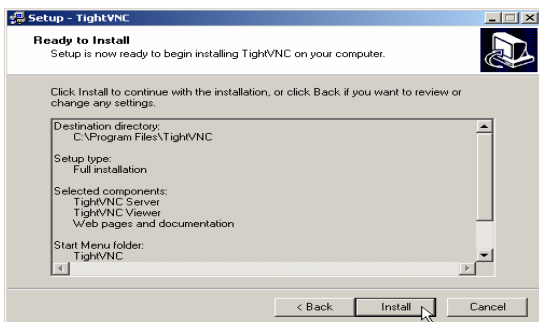 Setup - TightVNC
Ready to Install
Setup is now ready to begin installing TightVNC on your computer.
Click Install to continue with the installation, or click Back if you want to review or
change any settings.
Destination directory:
C:\Program Files\TightVNC
Setup type:
Full installation
Selected components:
TightVNC Server
TightVNC Viewer
Web pages and documentation
Start Menu folder:
TightVNC
< Back Install Cancel